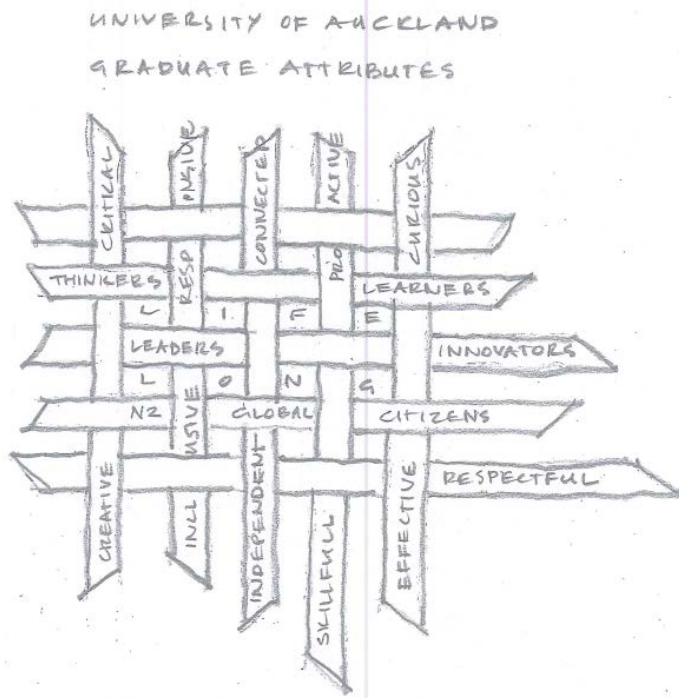 UNIVERSITY OF AUCKLAND
GRADUATE ATTRIBUTES
CRITICAL
RESP NSIVE
CONNECTED
PRO ACTIVE
CURIOUS
THINKERS
LEARNERS
L I F E
LEADERS
INNOVATORS
L O N G
NZ GLOBAL CITIZENS
RESPECTFUL
CREATIVE
INCL USIVE
INDEPENDENT
SKILLFULL
EFFECTIVE